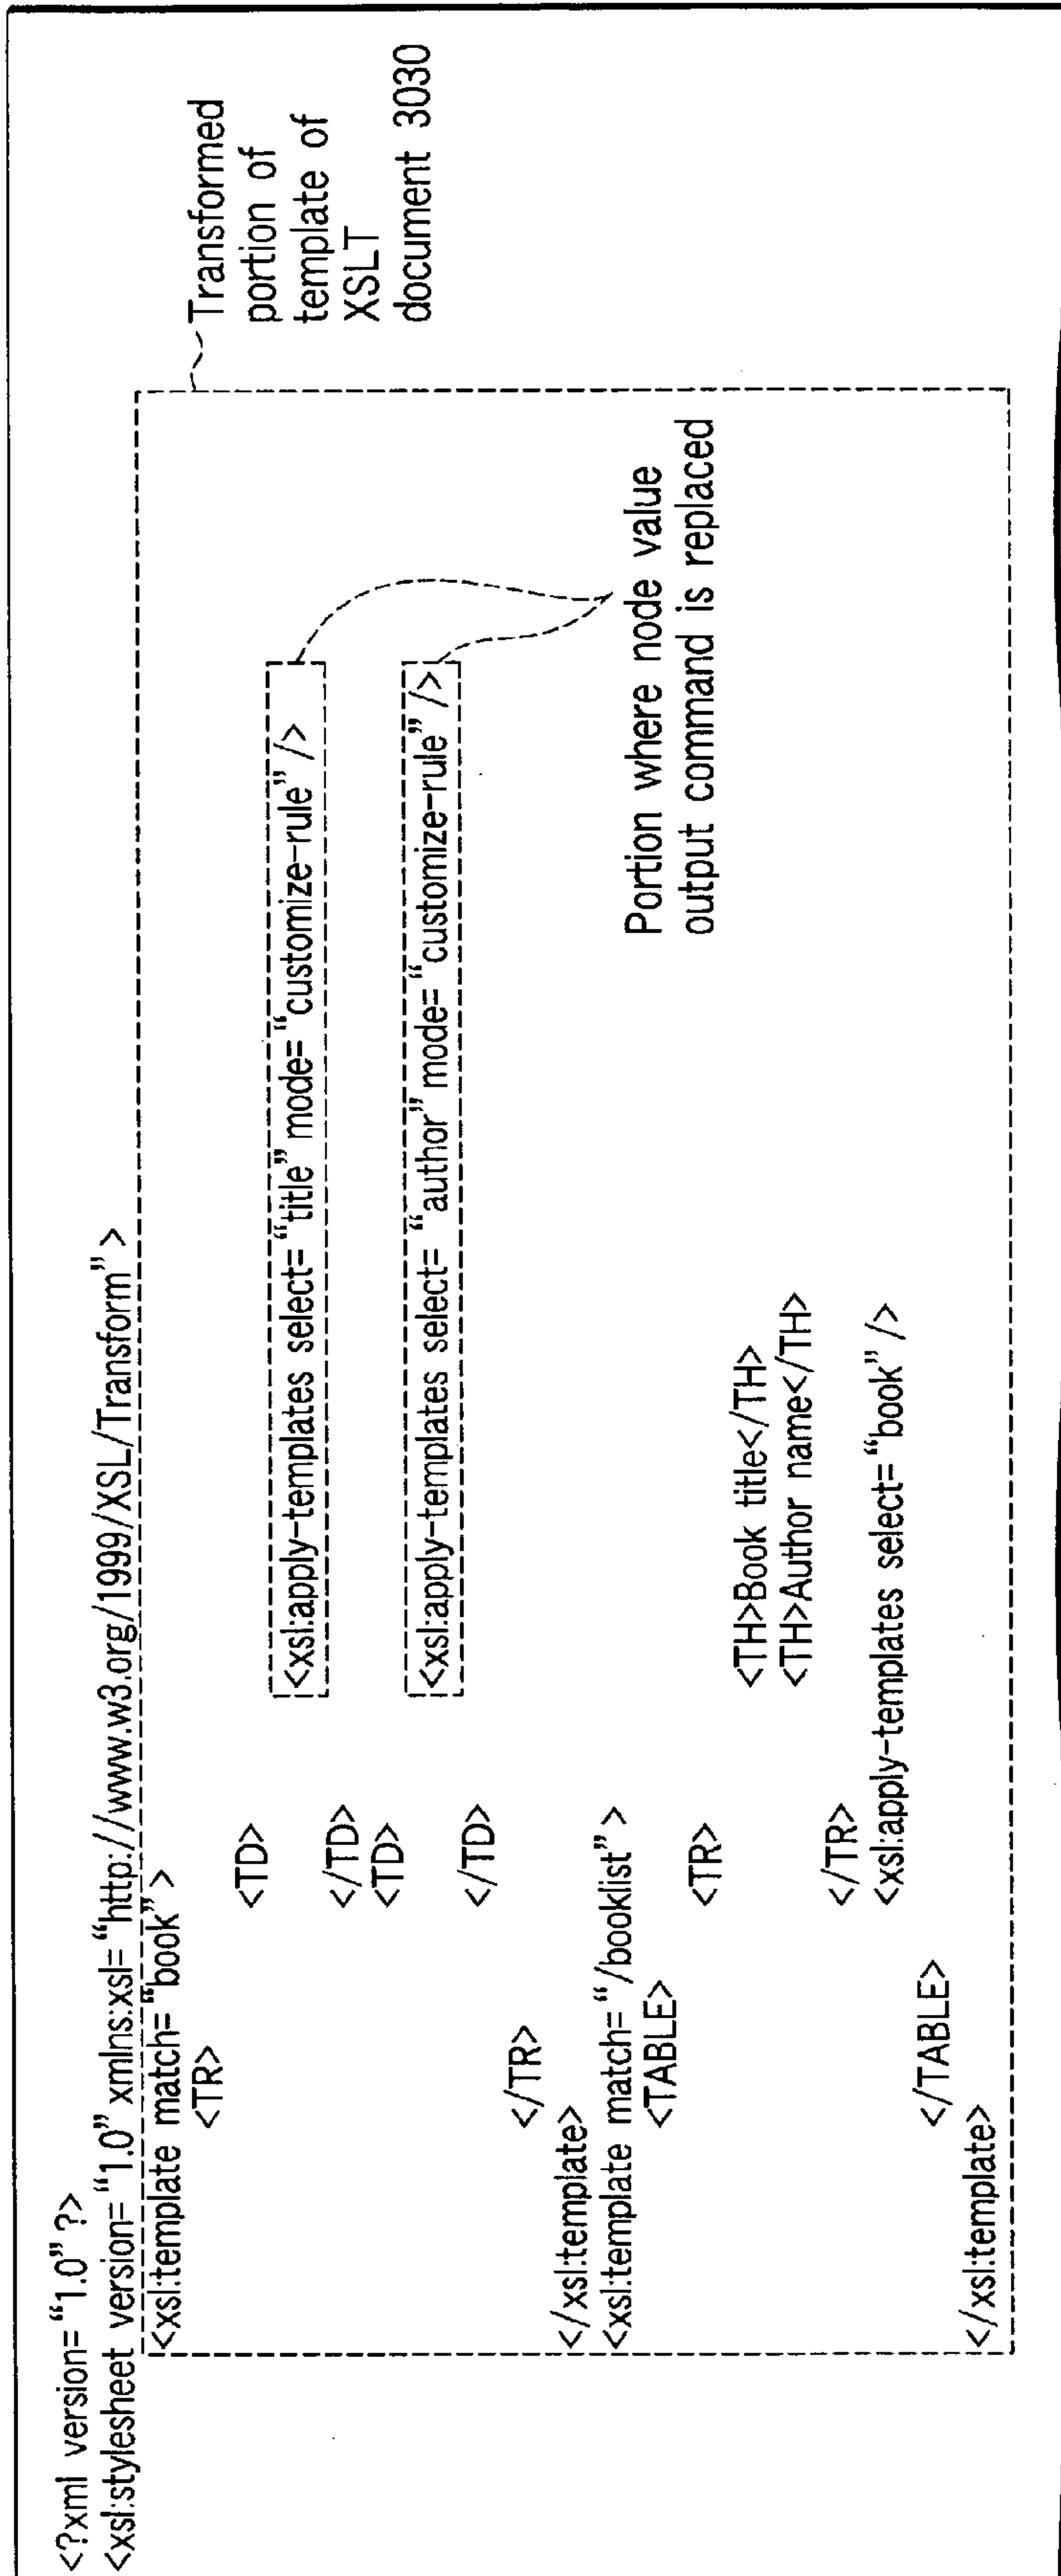 <?xml version=“1.0” ?>
<xsl:stylesheet version=“1.0” xmlns:xsl=“http://www.w3.org/1999/XSL/Transform” >
<xsl:template match=“book” >
<TR>
<TD>
<xsl:apply-templates select=“title” mode=“customize-rule” />
</TD>
<TD>
<xsl:apply-templates select= “author” mode=“customize-rule” />
</TD>
</TR>
</xsl:template>
<xsl:template match=“/booklist” >
<TABLE>
<TR>
<TH>Book title</TH>
<TH>Author name</TH>
</TR>
<xsl:apply-templates select=“book” />
</TABLE>
</xsl:template>
Transformed
portion of
template of
XSLT
document 3030
Portion where node value
output command is replaced